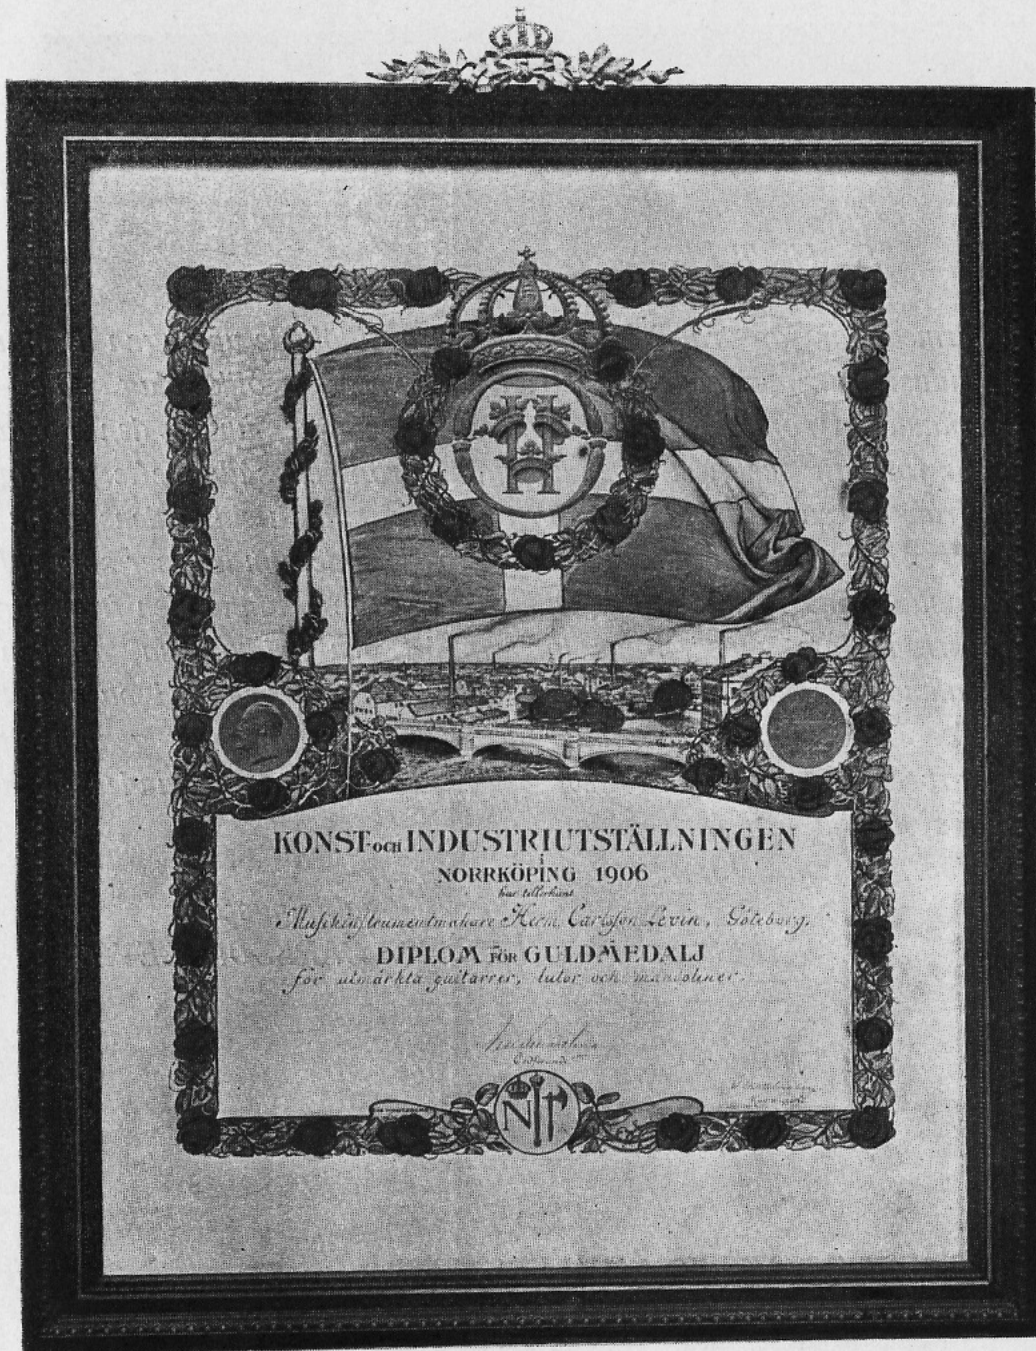 KONST- OCH INDUSTRIUTSTÄLLNINGEN
i
NORRKÖPING 1906
har tillerkänt
Musikinstrumentmakare Herm. Carlsson Levin, Göteborg,
DIPLOM FÖR GULDMEDALJ
för utmärkta guitarrer, lutor och mandoliner.
Ordförande
N